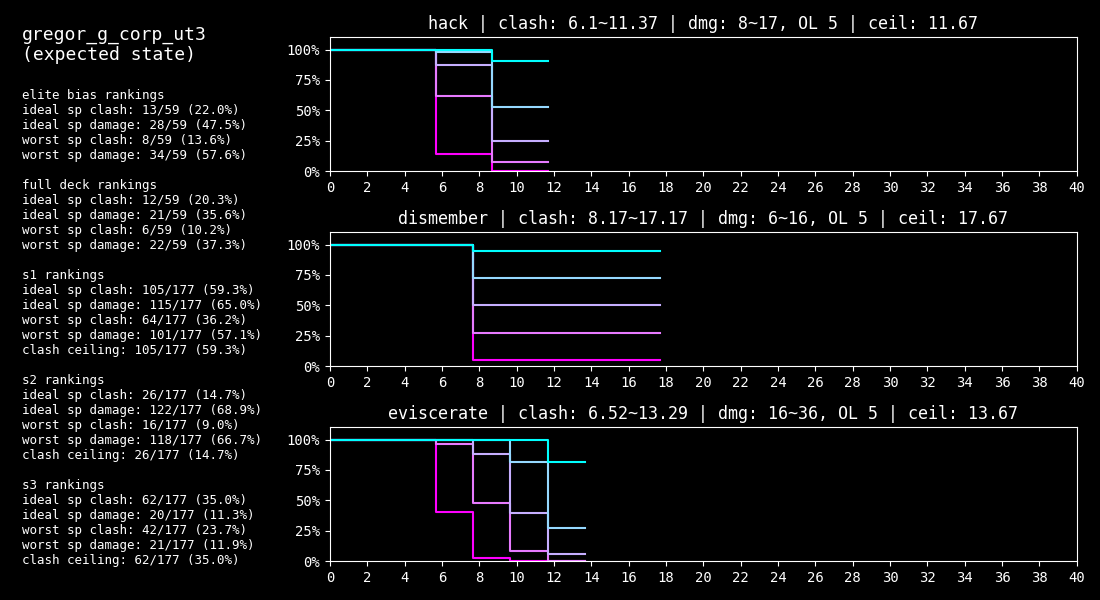 gregor_g_corp_ut3
(expected state)
elite bias rankings
ideal sp clash: 13/59 (22.0%)
ideal sp damage: 28/59 (47.5%)
worst sp clash: 8/59 (13.6%)
worst sp damage: 34/59 (57.6%)
full deck rankings
ideal sp clash: 12/59 (20.3%)
ideal sp damage: 21/59 (35.6%)
worst sp clash: 6/59 (10.2%)
worst sp damage: 22/59 (37.3%)
s1 rankings
ideal sp clash: 105/177 (59.3%)
ideal sp damage: 115/177 (65.0%)
worst sp clash: 64/177 (36.2%)
worst sp damage: 101/177 (57.1%)
clash ceiling: 105/177 (59.3%)
s2 rankings
ideal sp clash: 26/177 (14.7%)
ideal sp damage: 122/177 (68.9%)
worst sp clash: 16/177 (9.0%)
worst sp damage: 118/177 (66.7%)
clash ceiling: 26/177 (14.7%)
s3 rankings
ideal sp clash: 62/177 (35.0%)
ideal sp damage: 20/177 (11.3%)
worst sp clash: 42/177 (23.7%)
worst sp damage: 21/177 (11.9%)
clash ceiling: 62/177 (35.0%)
hack | clash: 6.1~11.37 | dmg: 8~17, OL 5 | ceil: 11.67
100%
75%
50%
25%
0%
0 2 4 6 8 10 12 14 16 18 20 22 24 26 28 30 32 34 36 38 40
dismember | clash: 8.17~17.17 | dmg: 6~16, OL 5 | ceil: 17.67
100%
75%
50%
25%
0%
0 2 4 6 8 10 12 14 16 18 20 22 24 26 28 30 32 34 36 38 40
eviscerate | clash: 6.52~13.29 | dmg: 16~36, OL 5 | ceil: 13.67
100%
75%
50%
25%
0%
0 2 4 6 8 10 12 14 16 18 20 22 24 26 28 30 32 34 36 38 40